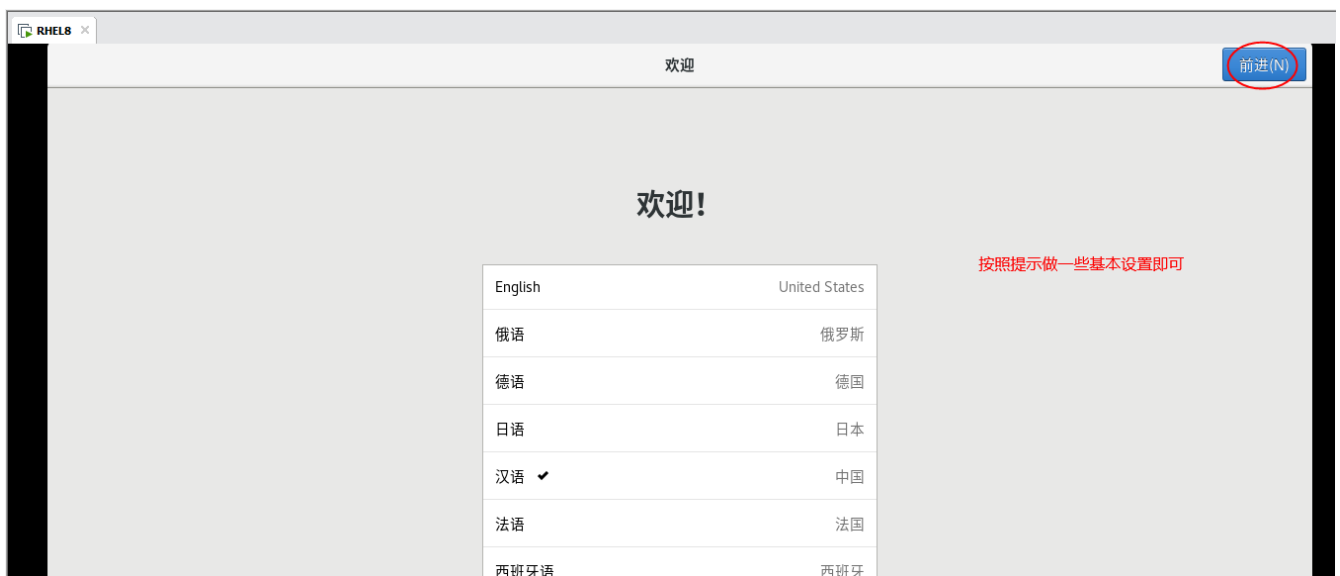 RHEL8
欢迎
前进(N)
欢迎!
按照提示做一些基本设置即可
English United States
俄语 俄罗斯
德语 德国
日语 日本
汉语 ✔ 中国
法语 法国
西班牙语 西班牙